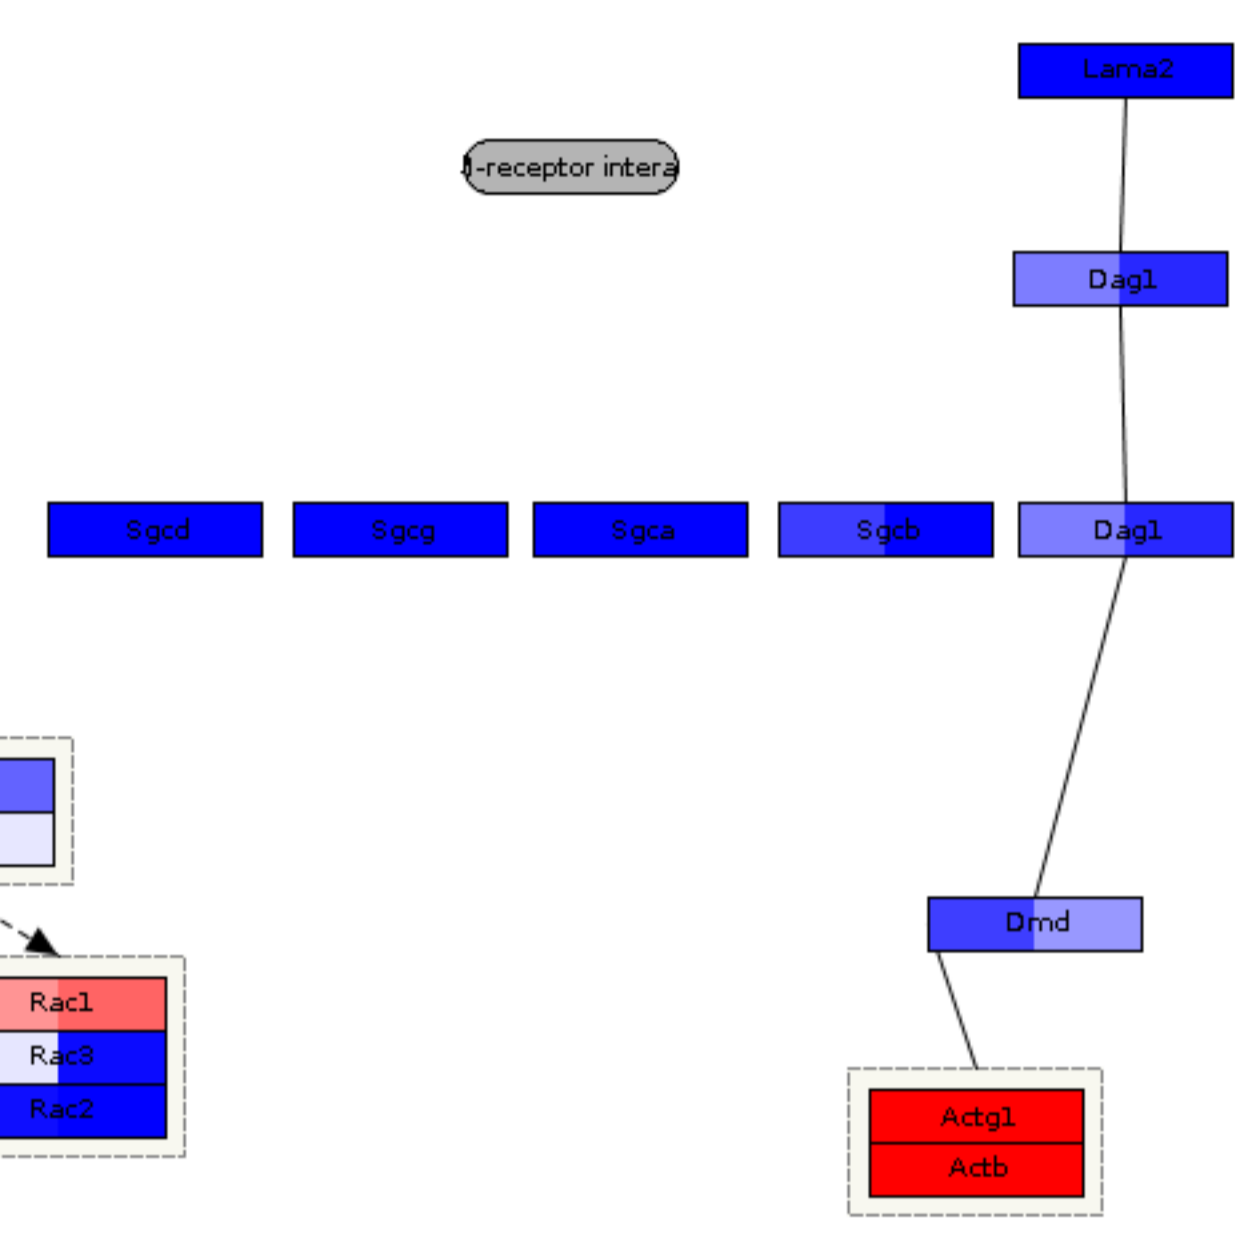 Lama2
-receptor intera
Dag1
Sgcd
Sgcg
Sgca
Sgcb
Dag1
Dmd
Rac1
Rac3
Rac2
Actg1
Actb